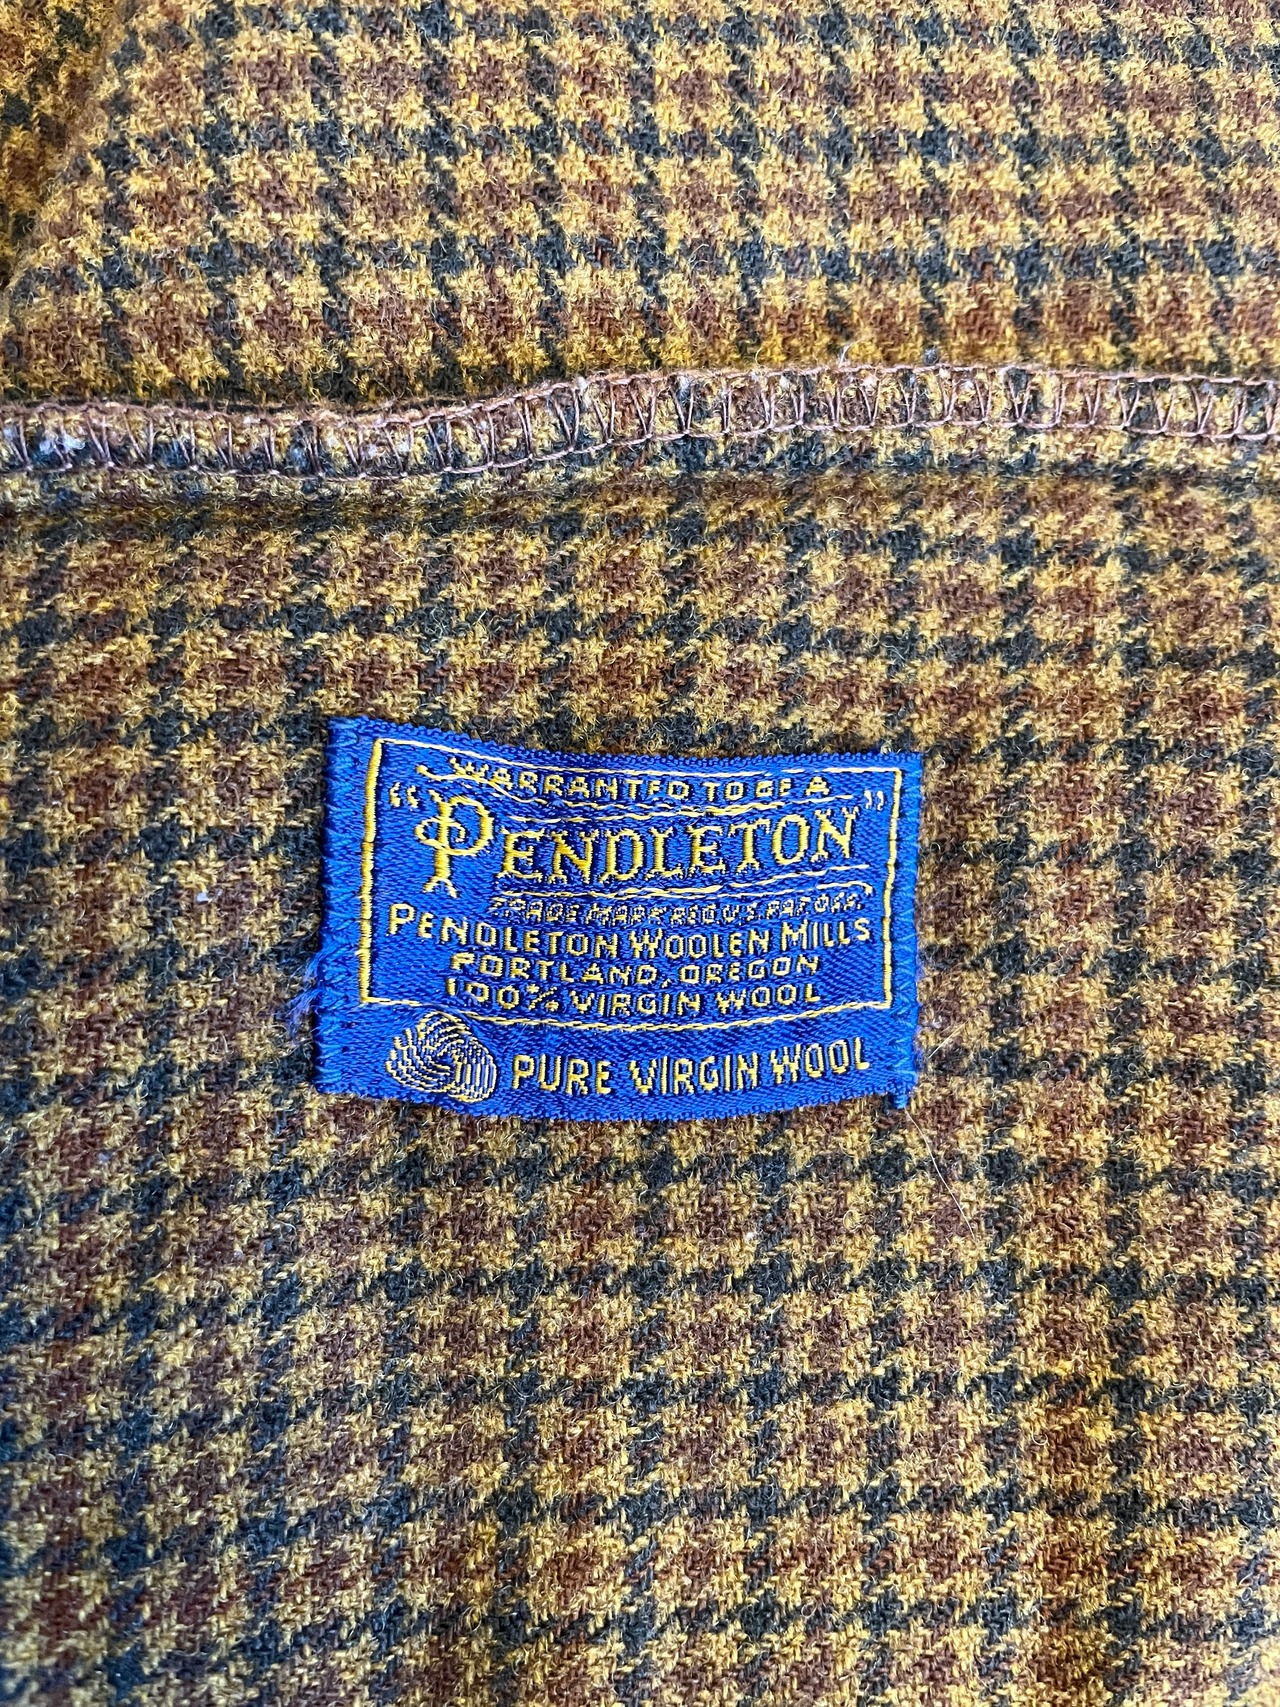 WARRANTED TO BE A
"PENDLETON"
TRADE MARK REG. U.S. PAT. OFF.
PENDLETON WOOLEN MILLS
PORTLAND, OREGON
100% VIRGIN WOOL
PURE VIRGIN WOOL